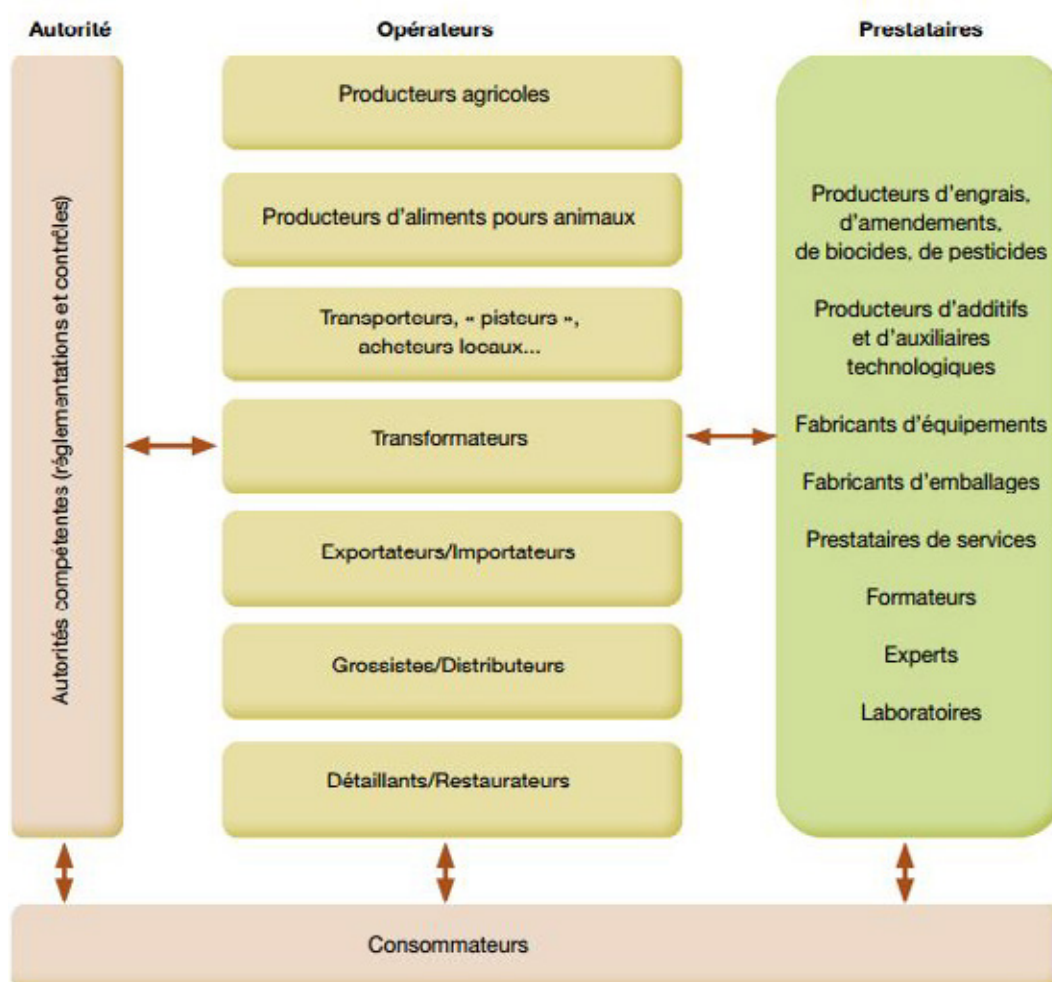 Autorité
Opérateurs
Prestataires
Autorités compétentes (réglementations et contrôles)
Producteurs agricoles
Producteurs d'aliments pours animaux
Transporteurs, « pisteurs »,
acheteurs locaux...
Transformateurs
Exportateurs/Importateurs
Grossistes/Distributeurs
Détaillants/Restaurateurs
Producteurs d'engrais,
d'amendements,
de biocides, de pesticides
Producteurs d'additifs
et d'auxiliaires
technologiques
Fabricants d'équipements
Fabricants d'emballages
Prestataires de services
Formateurs
Experts
Laboratoires
Consommateurs